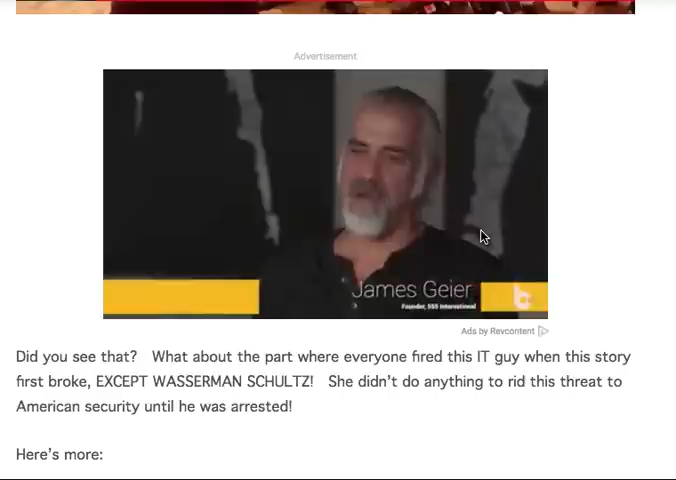 Advertisement
James Geier
Founder, 555 International
Ads by Revcontent
Did you see that? What about the part where everyone fired this IT guy when this story
first broke, EXCEPT WASSERMAN SCHULTZ! She didn't do anything to rid this threat to
American security until he was arrested!
Here's more: